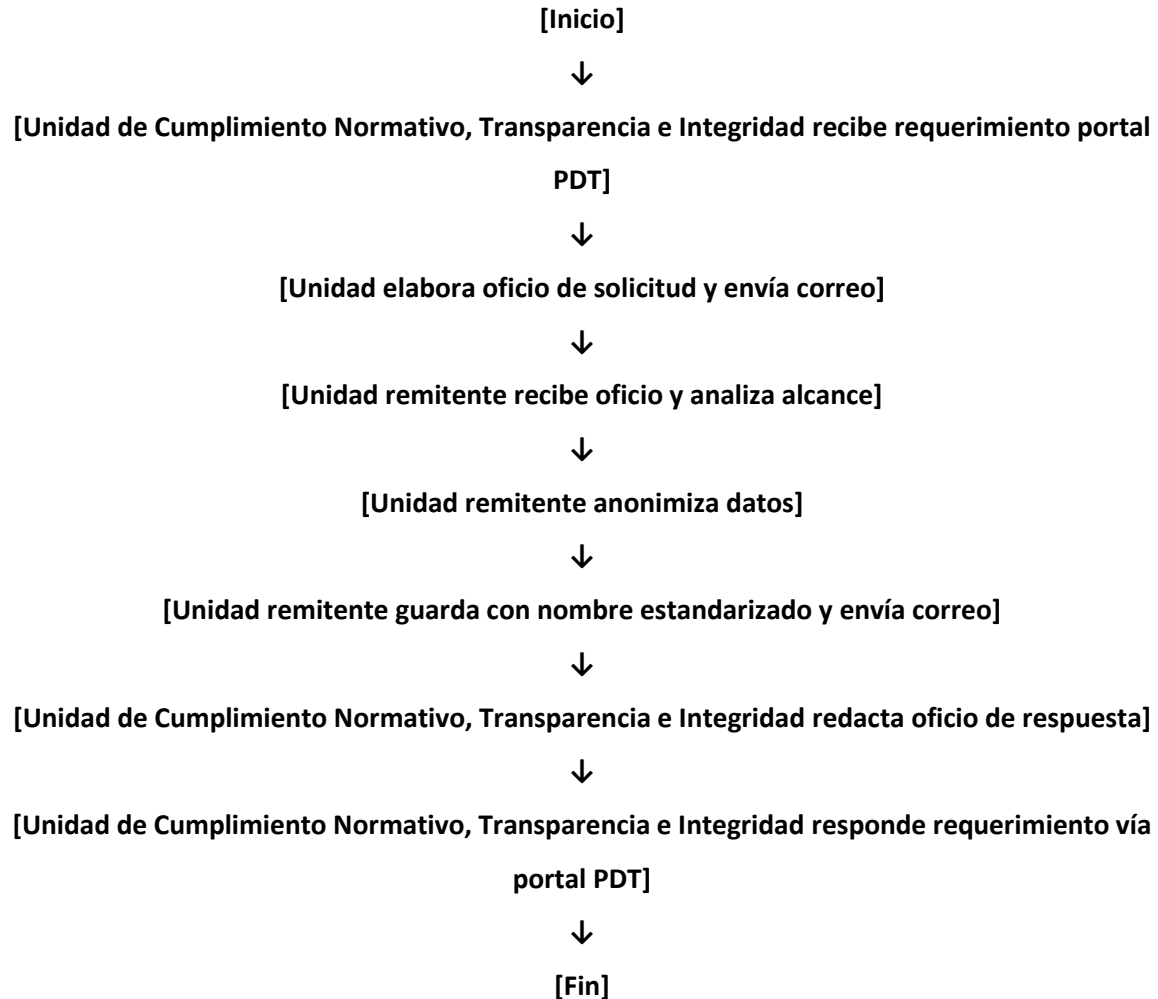 [Inicio]
↓
[Unidad de Cumplimiento Normativo, Transparencia e Integridad recibe requerimiento portal
PDT]
↓
[Unidad elabora oficio de solicitud y envía correo]
↓
[Unidad remitente recibe oficio y analiza alcance]
↓
[Unidad remitente anonimiza datos]
↓
[Unidad remitente guarda con nombre estandarizado y envía correo]
↓
[Unidad de Cumplimiento Normativo, Transparencia e Integridad redacta oficio de respuesta]
↓
[Unidad de Cumplimiento Normativo, Transparencia e Integridad responde requerimiento vía
portal PDT]
↓
[Fin]